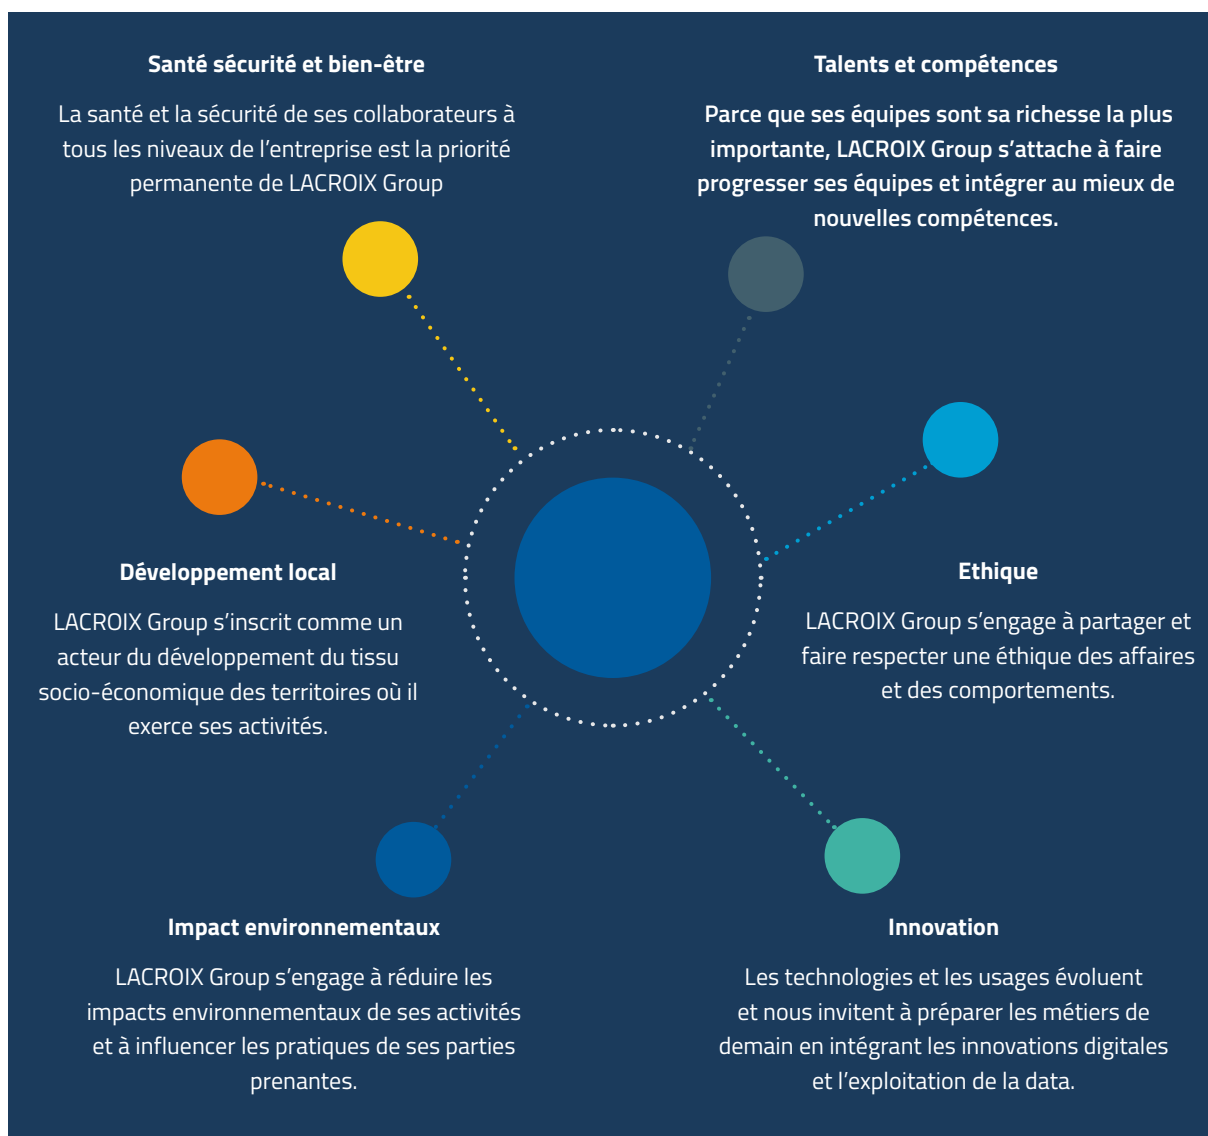 Santé sécurité et bien-être
La santé et la sécurité de ses collaborateurs à
tous les niveaux de l’entreprise est la priorité
permanente de LACROIX Group
Talents et compétences
Parce que ses équipes sont sa richesse la plus
importante, LACROIX Group s’attache à faire
progresser ses équipes et intégrer au mieux de
nouvelles compétences.
Développement local
LACROIX Group s’inscrit comme un
acteur du développement du tissu
socio-économique des territoires où il
exerce ses activités.
Ethique
LACROIX Group s’engage à partager et
faire respecter une éthique des affaires
et des comportements.
Impact environnementaux
LACROIX Group s’engage à réduire les
impacts environnementaux de ses activités
et à influencer les pratiques de ses parties
prenantes.
Innovation
Les technologies et les usages évoluent
et nous invitent à préparer les métiers de
demain en intégrant les innovations digitales
et l’exploitation de la data.